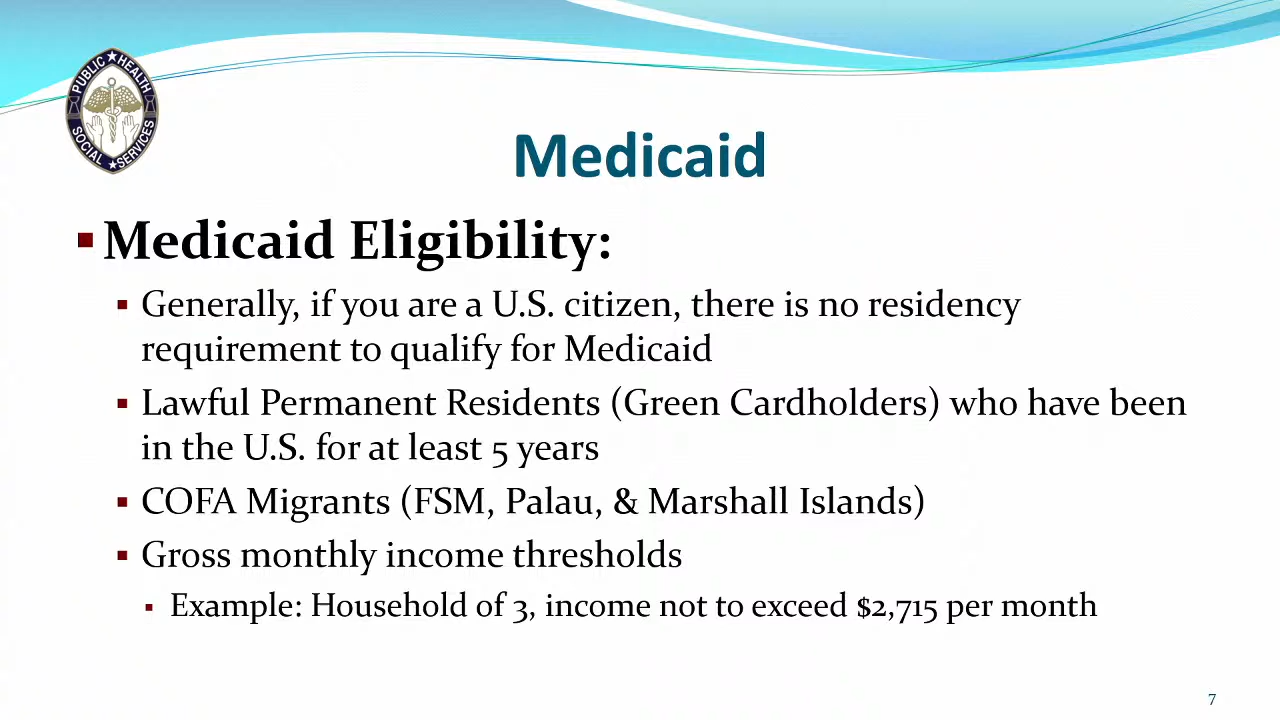 PUBLIC HEALTH
SOCIAL SERVICES
Medicaid
Medicaid Eligibility:
Generally, if you are a U.S. citizen, there is no residency
requirement to qualify for Medicaid
Lawful Permanent Residents (Green Cardholders) who have been
in the U.S. for at least 5 years
COFA Migrants (FSM, Palau, & Marshall Islands)
Gross monthly income thresholds
Example: Household of 3, income not to exceed $2,715 per month
7